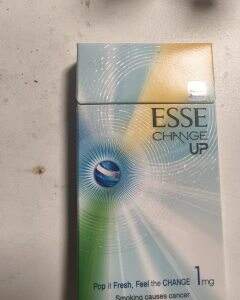 ESSE
CHANGE
UP
Pop it Fresh, Feel the CHANGE 1mg
Smoking causes cancer